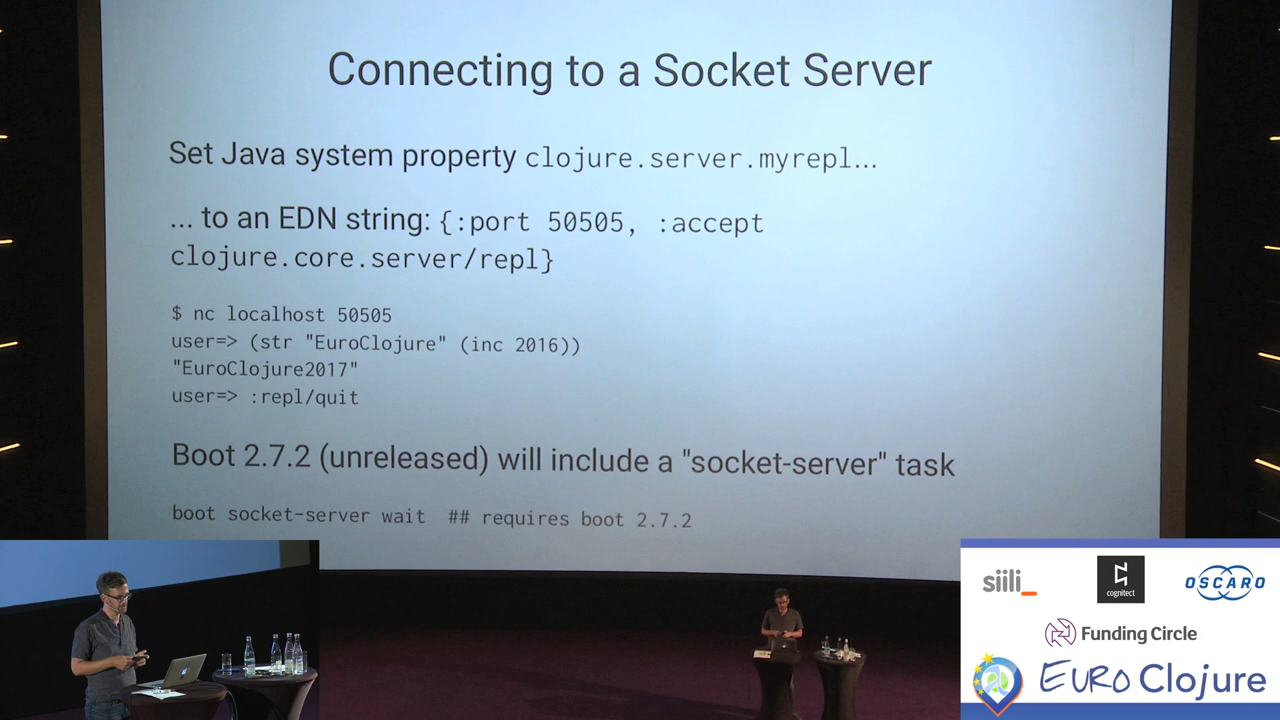 Connecting to a Socket Server
Set Java system property clojure.server.myrepl...
... to an EDN string: {:port 50505, :accept
clojure.core.server/repl}
$ nc localhost 50505
user=> (str "EuroClojure" (inc 2016))
"EuroClojure2017"
user=> :repl/quit
Boot 2.7.2 (unreleased) will include a "socket-server" task
boot socket-server wait  ## requires boot 2.7.2
siili_
cognitect
OSCARO
Funding Circle
EURO Clojure